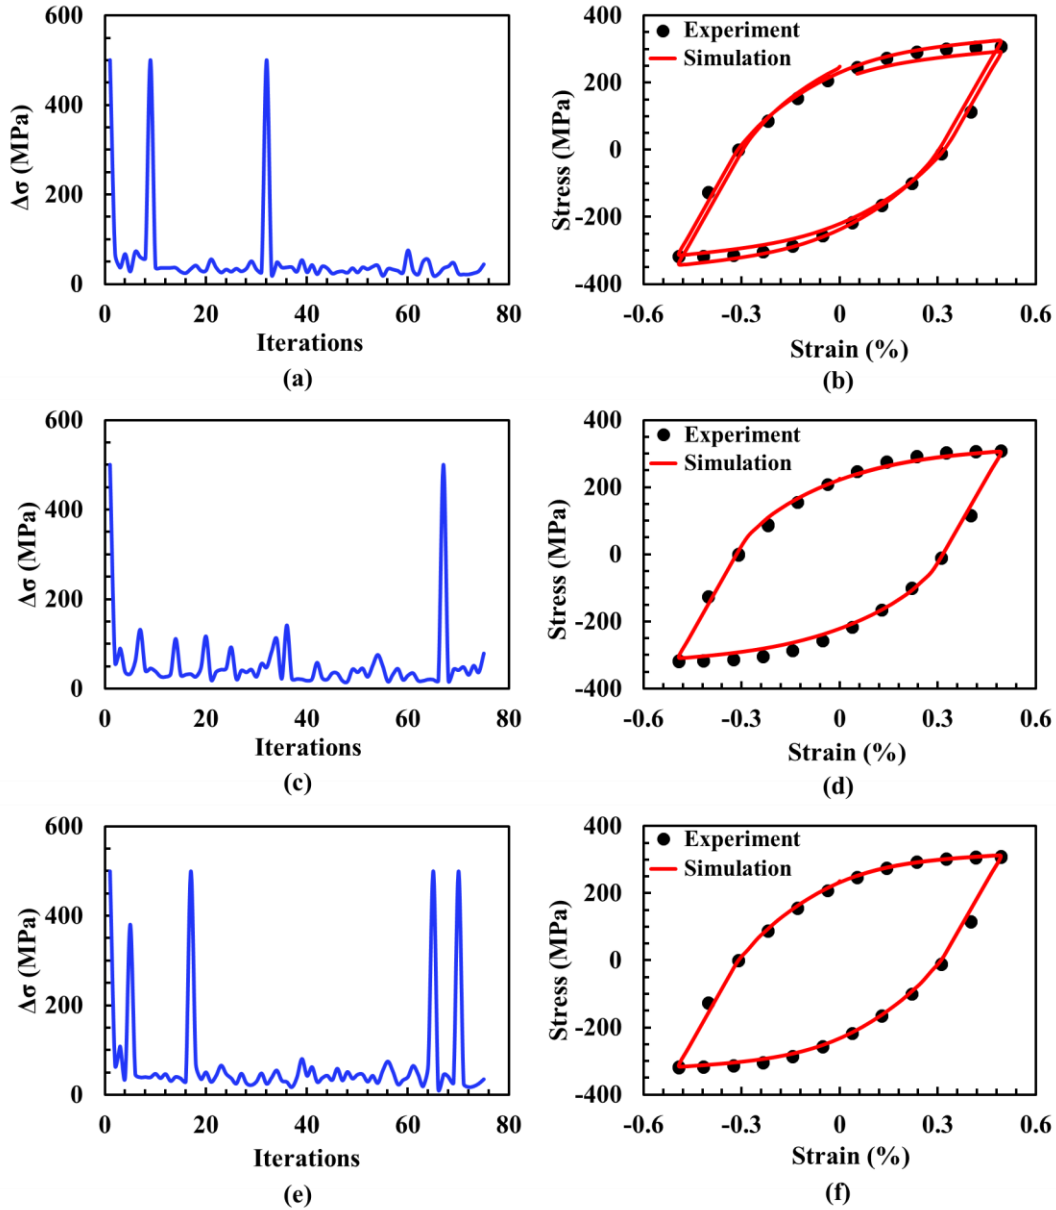 600
400
200
0
Δσ (MPa)
0 20 40 60 80
Iterations
(a)
400
200
0
-200
-400
Stress (MPa)
Experiment
Simulation
-0.6 -0.3 0 0.3 0.6
Strain (%)
(b)
600
400
200
0
Δσ (MPa)
0 20 40 60 80
Iterations
(c)
400
200
0
-200
-400
Stress (MPa)
Experiment
Simulation
-0.6 -0.3 0 0.3 0.6
Strain (%)
(d)
600
400
200
0
Δσ (MPa)
0 20 40 60 80
Iterations
(e)
400
200
0
-200
-400
Stress (MPa)
Experiment
Simulation
-0.6 -0.3 0 0.3 0.6
Strain (%)
(f)